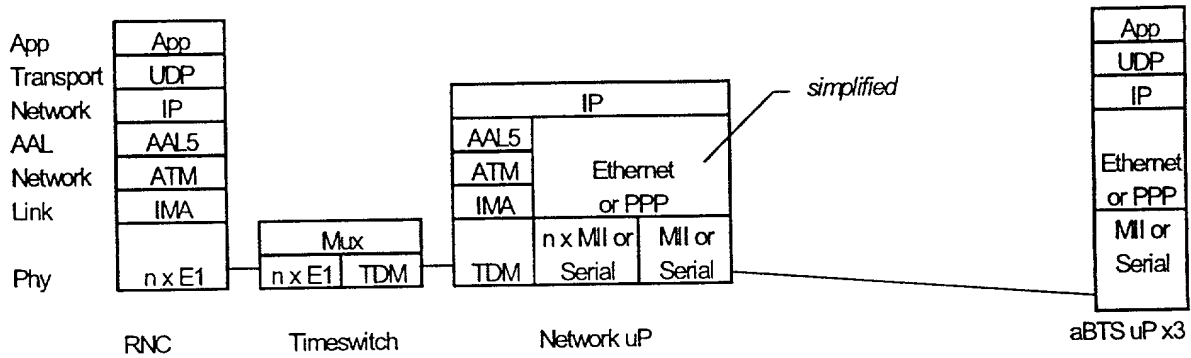 App
Transport
Network
AAL
Network
Link
Phy
App
UDP
IP
AAL5
ATM
IMA
n x E1
RNC
Mux
n x E1 TDM
Timeswitch
IP
AAL5
ATM
IMA
TDM
Ethernet
or PPP
n x MII or
Serial
MII or
Serial
Network uP
simplified
App
UDP
IP
Ethernet
or PPP
MII or
Serial
aBTS uP x3